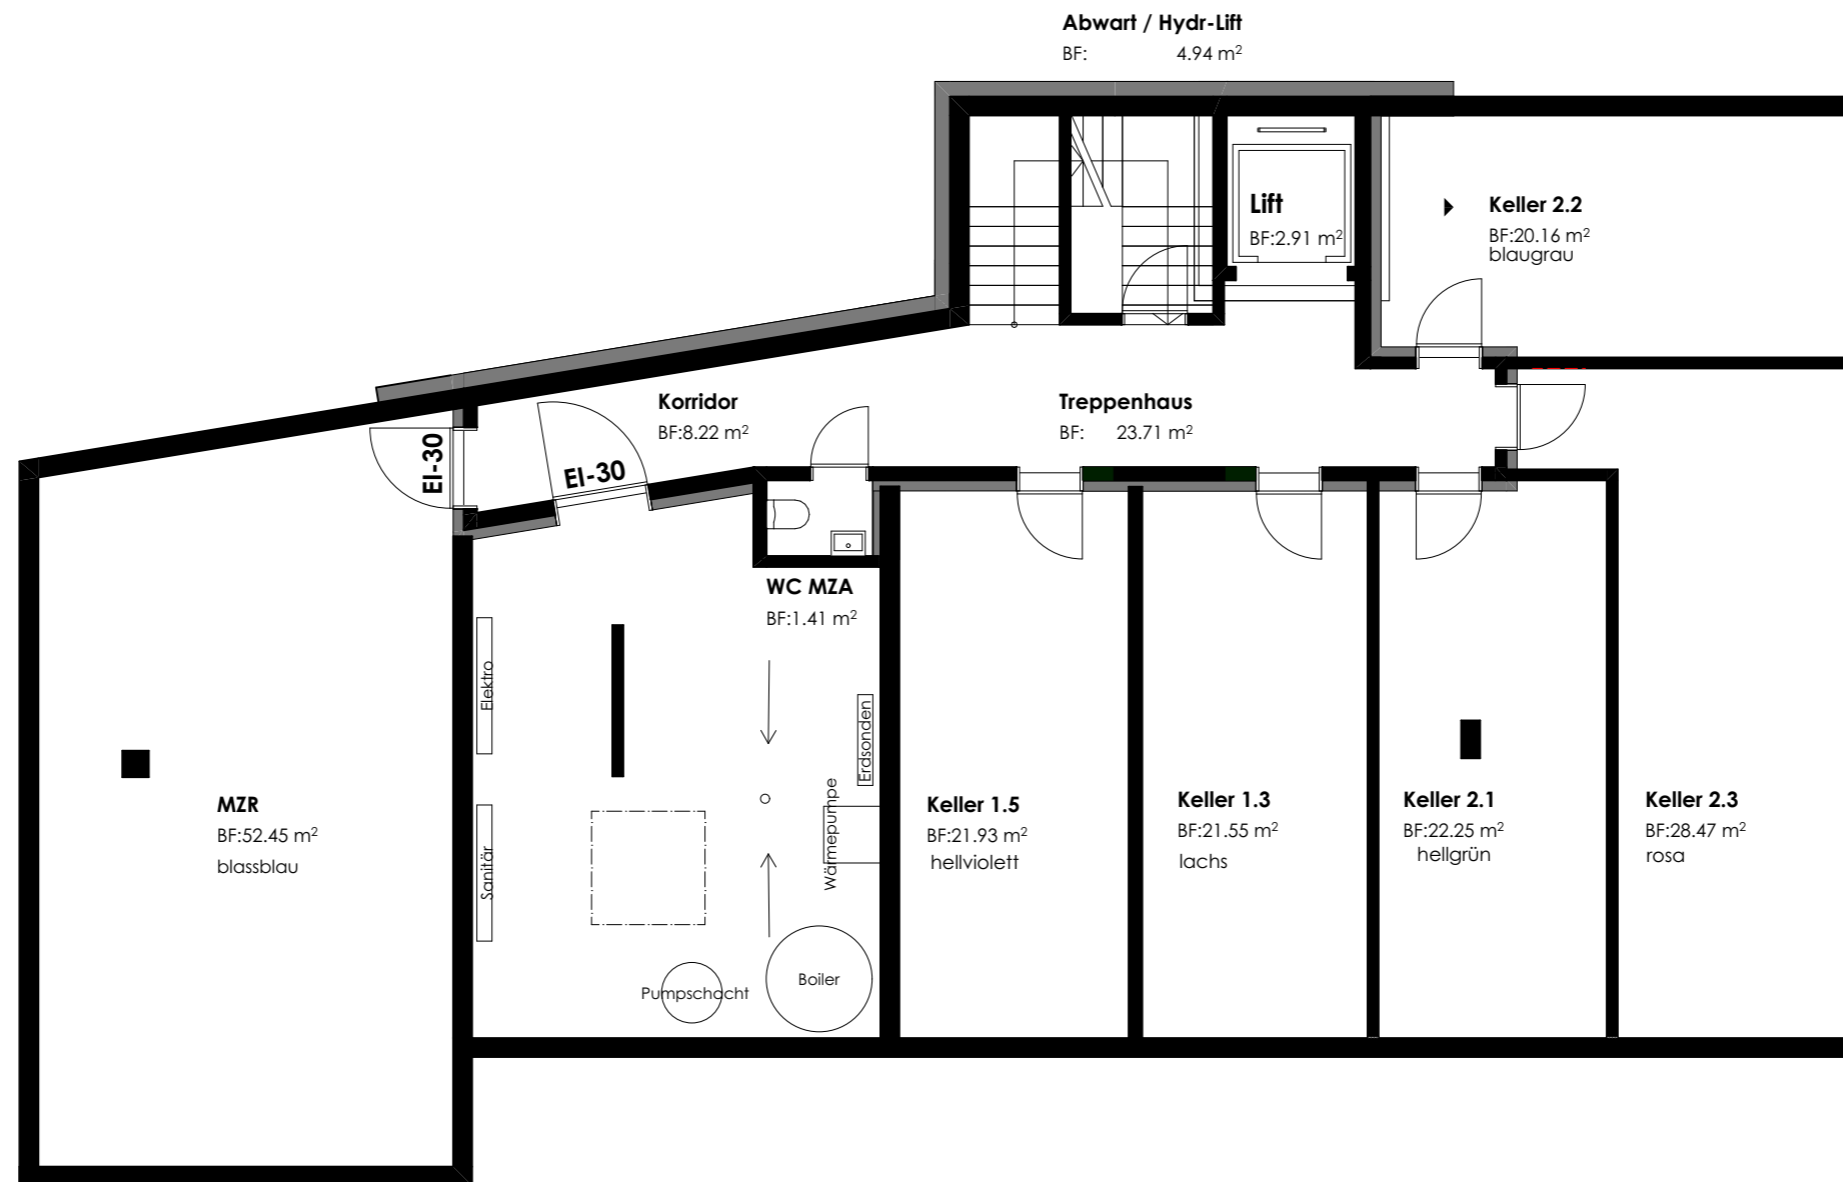 Abwart / Hydr-Lift
BF: 4.94 m²
Lift
BF:2.91 m²
Keller 2.2
BF:20.16 m²
blaugrau
Korridor
BF:8.22 m²
Treppenhaus
BF: 23.71 m²
EI-30
EI-30
WC MZA
BF:1.41 m²
Elektro
Erdsonden
Wärmepumpe
Sanitär
MZR
BF:52.45 m²
blassblau
Keller 1.5
BF:21.93 m²
hellviolett
Keller 1.3
BF:21.55 m²
lachs
Keller 2.1
BF:22.25 m²
hellgrün
Keller 2.3
BF:28.47 m²
rosa
Pumpschacht
Boiler